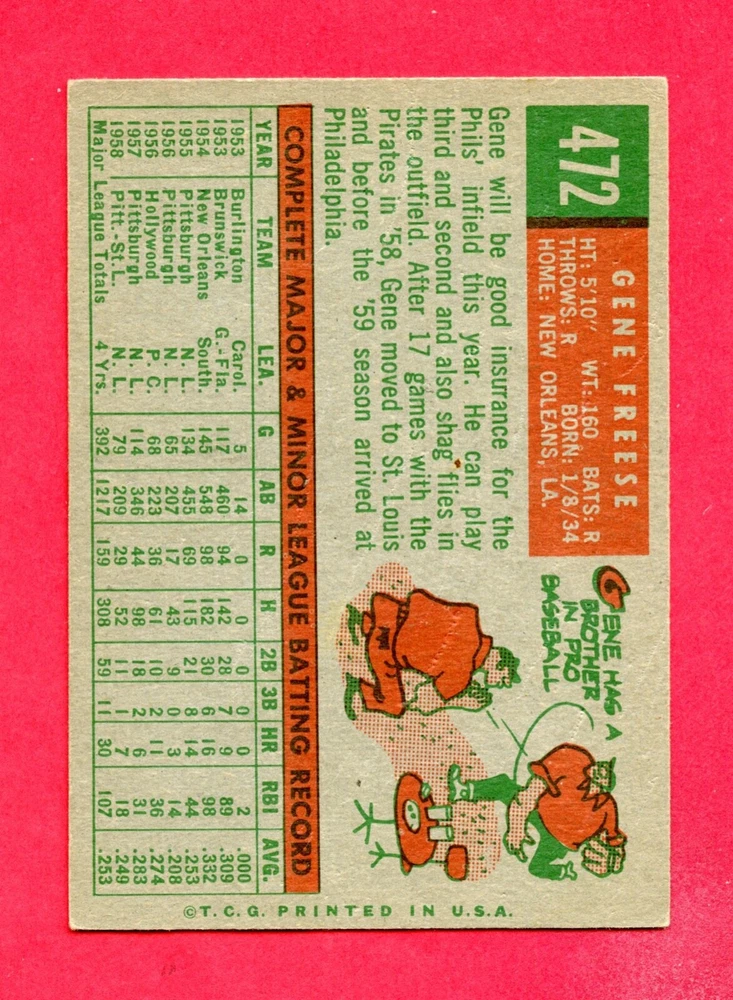 472
GENE FREESE
HT: 5'10" WT: 160 BATS: R
THROWS: R BORN: 1/8/34
HOME: NEW ORLEANS, LA.
Gene will be good insurance for the
Phils' infield this year. He can play
third and second and also shag flies in
the outfield. After 17 games with the
Pirates in '58, Gene moved to St. Louis
and before the '59 season arrived at
Philadelphia.
GENE HAS A
BROTHER
IN PRO
BASEBALL
COMPLETE MAJOR & MINOR LEAGUE BATTING RECORD
YEAR TEAM LEA. G AB R H 2B 3B HR RBI AVG.
1953 Burlington Carol. 5 14 0 0 0 0 0 2 .000
1953 Brunswick G.-Fla. 117 460 94 142 28 7 9 89 .309
1954 New Orleans South. 145 548 98 182 30 6 16 98 .332
1955 Pittsburgh N. L. 134 455 69 115 21 8 14 44 .253
1956 Pittsburgh N. L. 65 207 17 43 9 0 3 14 .208
1956 Hollywood P. C. 68 223 36 61 10 2 11 36 .274
1957 Pittsburgh N. L. 114 346 44 98 18 2 6 31 .283
1958 Pitt.-St.L. N. L. 79 209 29 52 11 1 7 18 .249
Major League Totals 4 Yrs. 392 1217 159 308 59 11 30 107 .253
©T.C.G. PRINTED IN U.S.A.